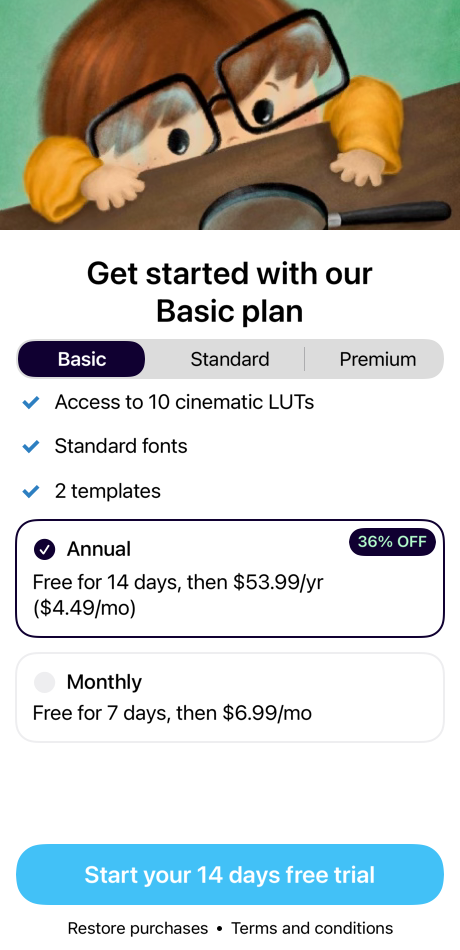 Get started with our
Basic plan
Basic
Standard
Premium
Access to 10 cinematic LUTs
Standard fonts
2 templates
Annual
36% OFF
Free for 14 days, then $53.99/yr
($4.49/mo)
Monthly
Free for 7 days, then $6.99/mo
Start your 14 days free trial
Restore purchases • Terms and conditions